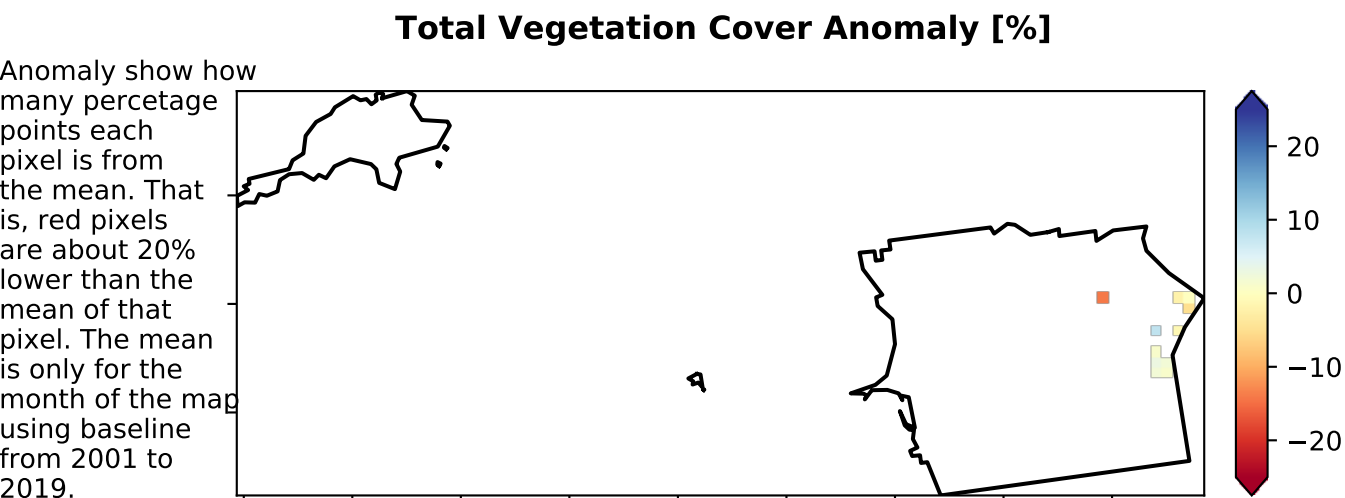 Total Vegetation Cover Anomaly [%]
Anomaly show how
many percetage
points each
pixel is from
the mean. That
is, red pixels
are about 20%
lower than the
mean of that
pixel. The mean
is only for the
month of the map
using baseline
from 2001 to
2019.
20
10
0
−10
−20